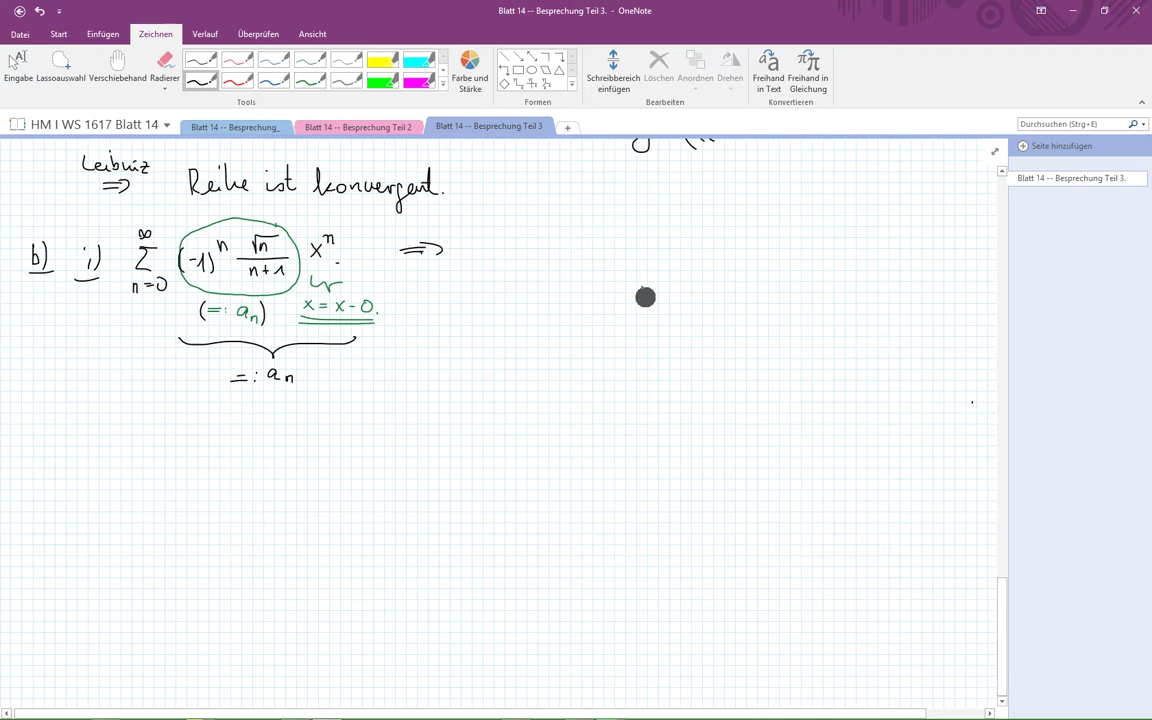 Blatt 14 -- Besprechung Teil 3. - OneNote
Datei Start Einfügen Zeichnen Verlauf Überprüfen Ansicht
Eingabe Lassoauswahl Verschiebehand Radierer
Farbe und Stärke
Schreibbereich einfügen
Löschen Anordnen Drehen
Freihand in Text
Freihand in Gleichung
Tools Formen Bearbeiten Konvertieren
HM I WS 1617 Blatt 14
Blatt 14 -- Besprechung_ Blatt 14 -- Besprechung Teil 2 Blatt 14 -- Besprechung Teil 3
Durchsuchen (Strg+E)
Seite hinzufügen
Blatt 14 -- Besprechung Teil 3.
Leibniz
⟹ Reihe ist konvergent.
b) i) ∑_{n=0}^{∞} (-1)^n \frac{√n}{n+1} x^n ⟹
(=: a_n) x = x - 0.
=: a_n